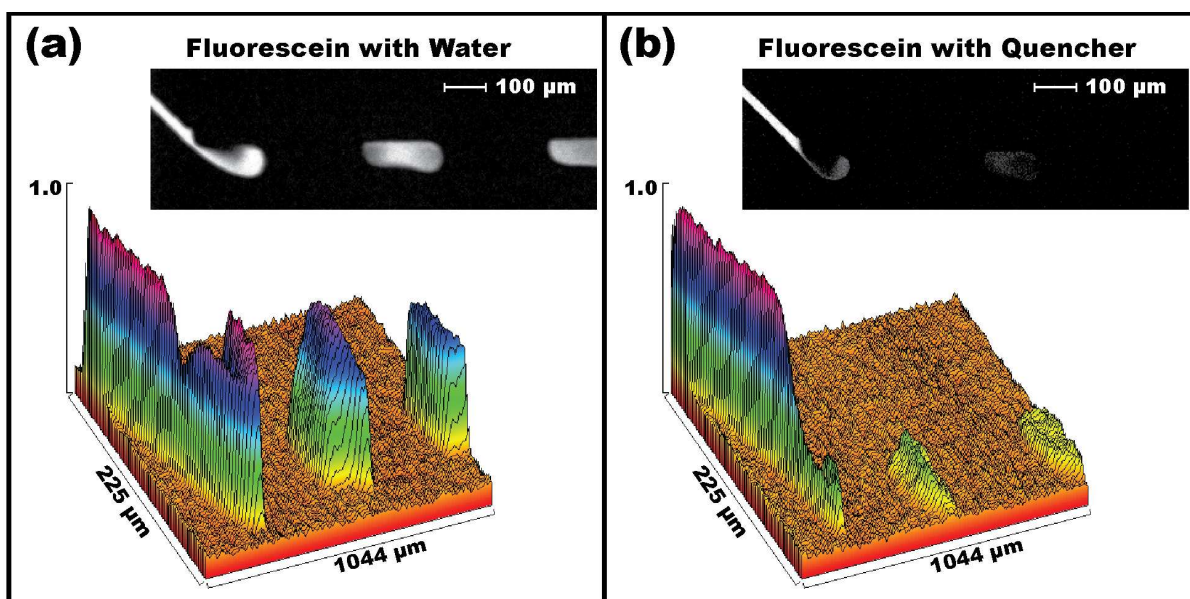 (a)
Fluorescein with Water
100 µm
1.0
225 µm
1044 µm
(b)
Fluorescein with Quencher
100 µm
1.0
225 µm
1044 µm